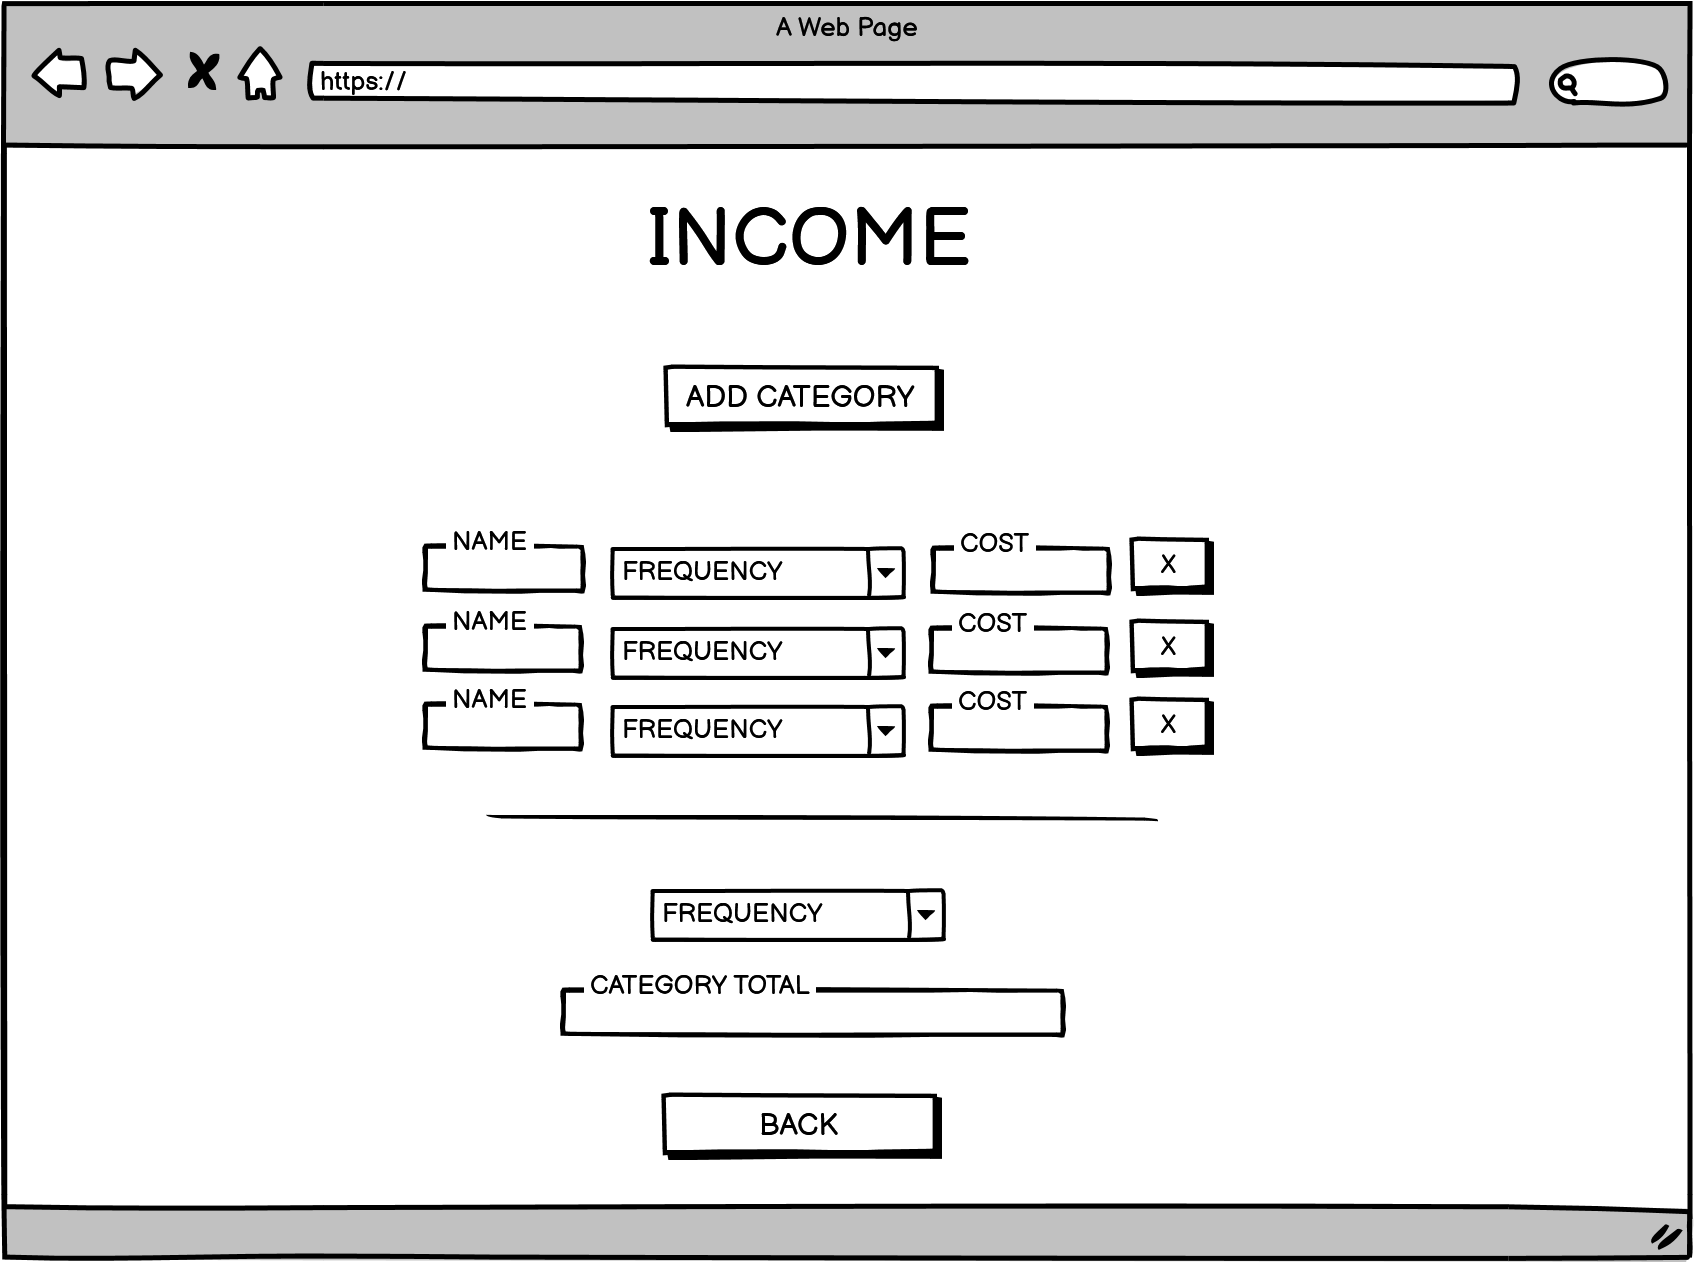 A Web Page
https://
INCOME
ADD CATEGORY
NAME FREQUENCY COST X
NAME FREQUENCY COST X
NAME FREQUENCY COST X
FREQUENCY
CATEGORY TOTAL
BACK